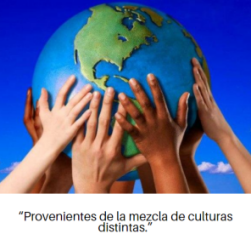 “Provenientes de la mezcla de culturas
distintas.”